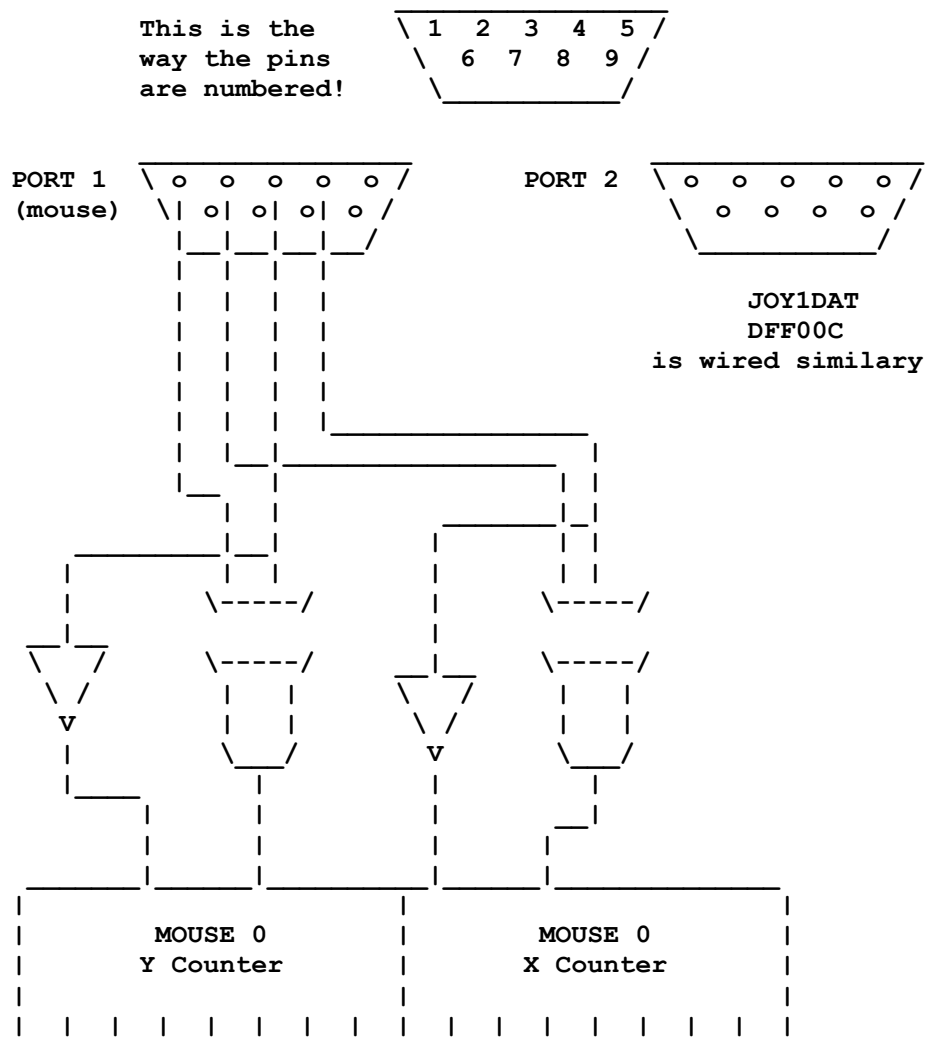 This is the
way the pins
are numbered!
1 2 3 4 5
6 7 8 9
PORT 1
(mouse)
PORT 2
JOY1DAT
DFF00C
is wired similary
MOUSE 0
Y Counter
MOUSE 0
X Counter